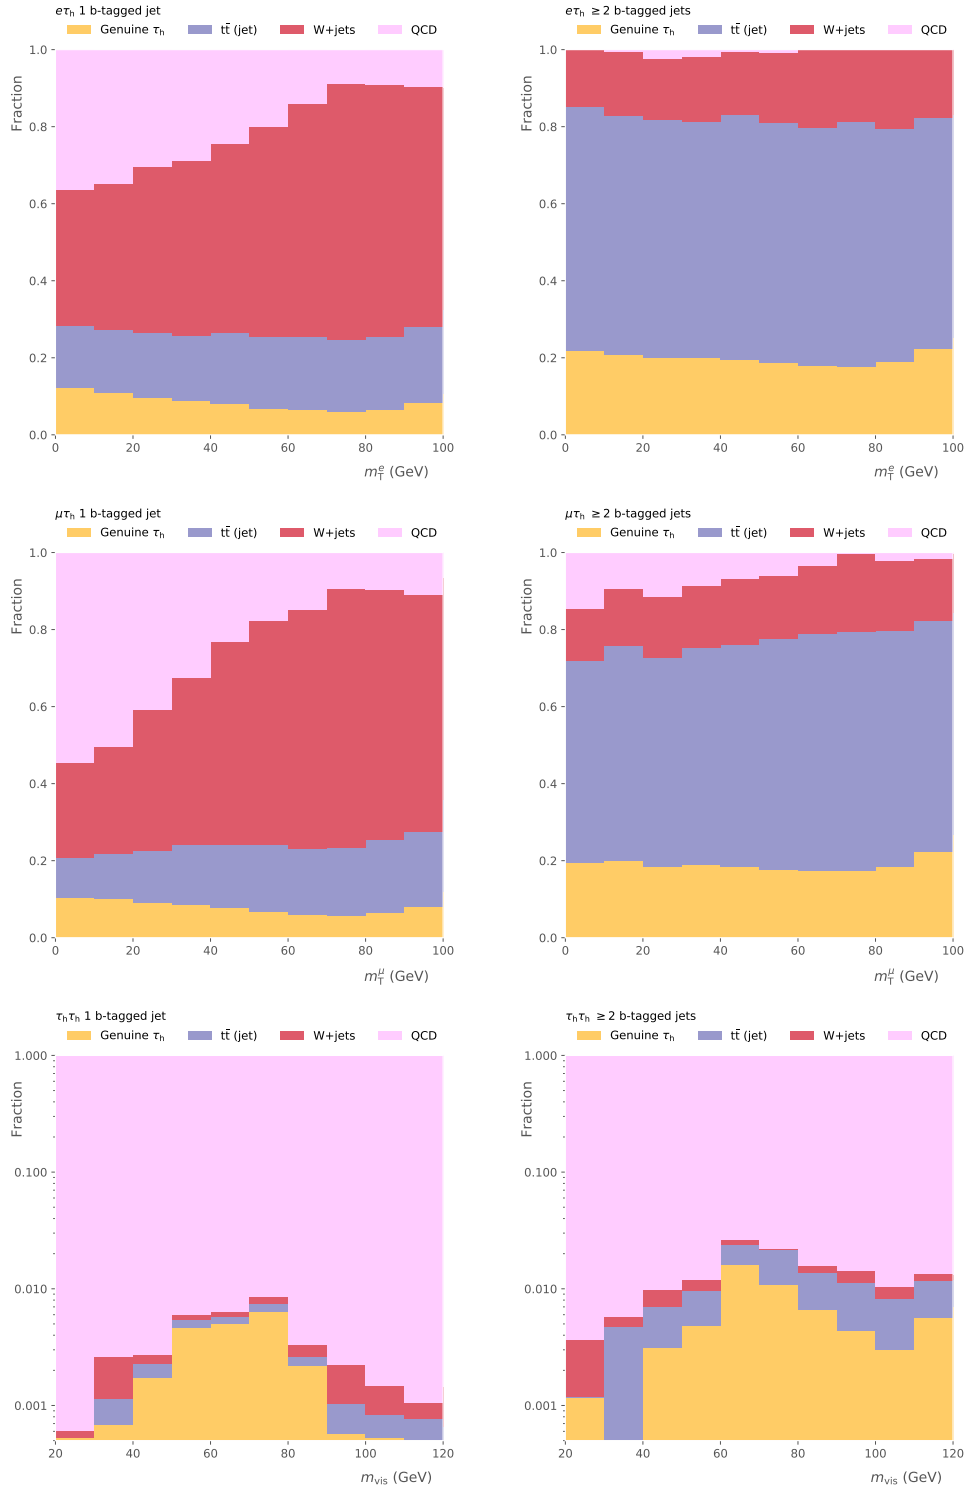 eτh 1 b-tagged jet
Genuine τh tt̄ (jet) W+jets QCD
1.0
0.8
0.6
0.4
0.2
0.0
Fraction
0 20 40 60 80 100
mTe (GeV)
eτh ≥2 b-tagged jets
Genuine τh tt̄ (jet) W+jets QCD
1.0
0.8
0.6
0.4
0.2
0.0
Fraction
0 20 40 60 80 100
mTe (GeV)
μτh 1 b-tagged jet
Genuine τh tt̄ (jet) W+jets QCD
1.0
0.8
0.6
0.4
0.2
0.0
Fraction
0 20 40 60 80 100
mTμ (GeV)
μτh ≥2 b-tagged jets
Genuine τh tt̄ (jet) W+jets QCD
1.0
0.8
0.6
0.4
0.2
0.0
Fraction
0 20 40 60 80 100
mTμ (GeV)
τhτh 1 b-tagged jet
Genuine τh tt̄ (jet) W+jets QCD
1.000
0.100
0.010
0.001
Fraction
20 40 60 80 100 120
mvis (GeV)
τhτh ≥2 b-tagged jets
Genuine τh tt̄ (jet) W+jets QCD
1.000
0.100
0.010
0.001
Fraction
20 40 60 80 100 120
mvis (GeV)